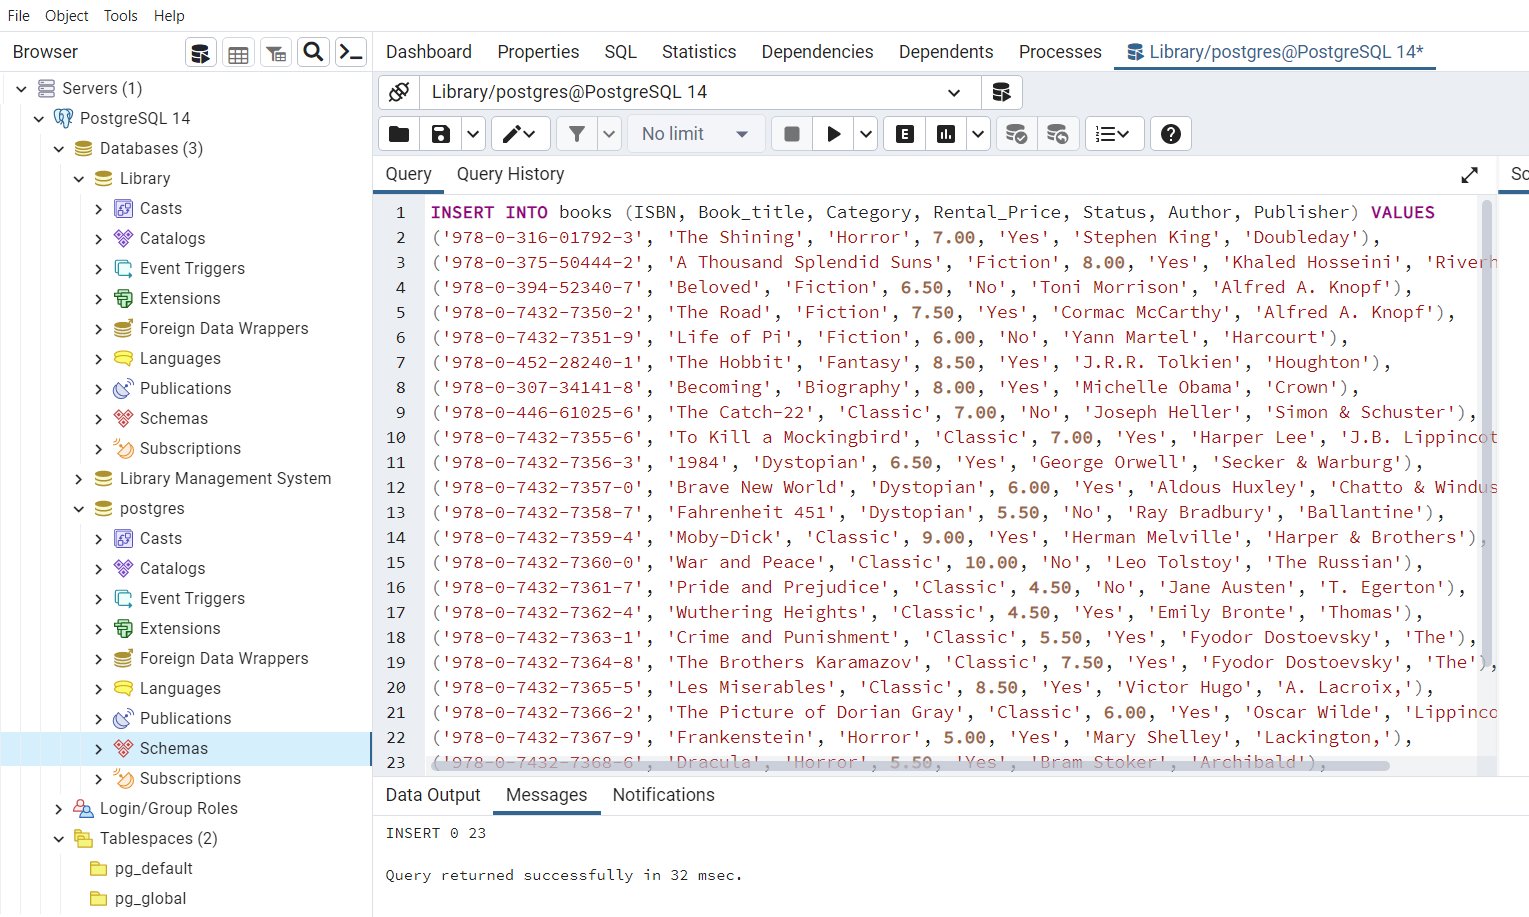 File Object Tools Help
Browser
Dashboard Properties SQL Statistics Dependencies Dependents Processes Library/postgres@PostgreSQL 14*
Servers (1)
PostgreSQL 14
Databases (3)
Library
Casts
Catalogs
Event Triggers
Extensions
Foreign Data Wrappers
Languages
Publications
Schemas
Subscriptions
Library Management System
postgres
Casts
Catalogs
Event Triggers
Extensions
Foreign Data Wrappers
Languages
Publications
Schemas
Subscriptions
Login/Group Roles
Tablespaces (2)
pg_default
pg_global
Library/postgres@PostgreSQL 14
No limit
E
Query Query History
Sc
1 INSERT INTO books (ISBN, Book_title, Category, Rental_Price, Status, Author, Publisher) VALUES
2 ('978-0-316-01792-3', 'The Shining', 'Horror', 7.00, 'Yes', 'Stephen King', 'Doubleday'),
3 ('978-0-375-50444-2', 'A Thousand Splendid Suns', 'Fiction', 8.00, 'Yes', 'Khaled Hosseini', 'Riverh
4 ('978-0-394-52340-7', 'Beloved', 'Fiction', 6.50, 'No', 'Toni Morrison', 'Alfred A. Knopf'),
5 ('978-0-7432-7350-2', 'The Road', 'Fiction', 7.50, 'Yes', 'Cormac McCarthy', 'Alfred A. Knopf'),
6 ('978-0-7432-7351-9', 'Life of Pi', 'Fiction', 6.00, 'No', 'Yann Martel', 'Harcourt'),
7 ('978-0-452-28240-1', 'The Hobbit', 'Fantasy', 8.50, 'Yes', 'J.R.R. Tolkien', 'Houghton'),
8 ('978-0-307-34141-8', 'Becoming', 'Biography', 8.00, 'Yes', 'Michelle Obama', 'Crown'),
9 ('978-0-446-61025-6', 'The Catch-22', 'Classic', 7.00, 'No', 'Joseph Heller', 'Simon & Schuster'),
10 ('978-0-7432-7355-6', 'To Kill a Mockingbird', 'Classic', 7.00, 'Yes', 'Harper Lee', 'J.B. Lippincot
11 ('978-0-7432-7356-3', '1984', 'Dystopian', 6.50, 'Yes', 'George Orwell', 'Secker & Warburg'),
12 ('978-0-7432-7357-0', 'Brave New World', 'Dystopian', 6.00, 'Yes', 'Aldous Huxley', 'Chatto & Windus
13 ('978-0-7432-7358-7', 'Fahrenheit 451', 'Dystopian', 5.50, 'No', 'Ray Bradbury', 'Ballantine'),
14 ('978-0-7432-7359-4', 'Moby-Dick', 'Classic', 9.00, 'Yes', 'Herman Melville', 'Harper & Brothers'),
15 ('978-0-7432-7360-0', 'War and Peace', 'Classic', 10.00, 'No', 'Leo Tolstoy', 'The Russian'),
16 ('978-0-7432-7361-7', 'Pride and Prejudice', 'Classic', 4.50, 'No', 'Jane Austen', 'T. Egerton'),
17 ('978-0-7432-7362-4', 'Wuthering Heights', 'Classic', 4.50, 'Yes', 'Emily Bronte', 'Thomas'),
18 ('978-0-7432-7363-1', 'Crime and Punishment', 'Classic', 5.50, 'Yes', 'Fyodor Dostoevsky', 'The'),
19 ('978-0-7432-7364-8', 'The Brothers Karamazov', 'Classic', 7.50, 'Yes', 'Fyodor Dostoevsky', 'The'),
20 ('978-0-7432-7365-5', 'Les Miserables', 'Classic', 8.50, 'Yes', 'Victor Hugo', 'A. Lacroix,'),
21 ('978-0-7432-7366-2', 'The Picture of Dorian Gray', 'Classic', 6.00, 'Yes', 'Oscar Wilde', 'Lippinco
22 ('978-0-7432-7367-9', 'Frankenstein', 'Horror', 5.00, 'Yes', 'Mary Shelley', 'Lackington,'),
23 ('978-0-7432-7368-6', 'Dracula', 'Horror', 5.50, 'Yes', 'Bram Stoker', 'Archibald'),
Data Output Messages Notifications
INSERT 0 23
Query returned successfully in 32 msec.